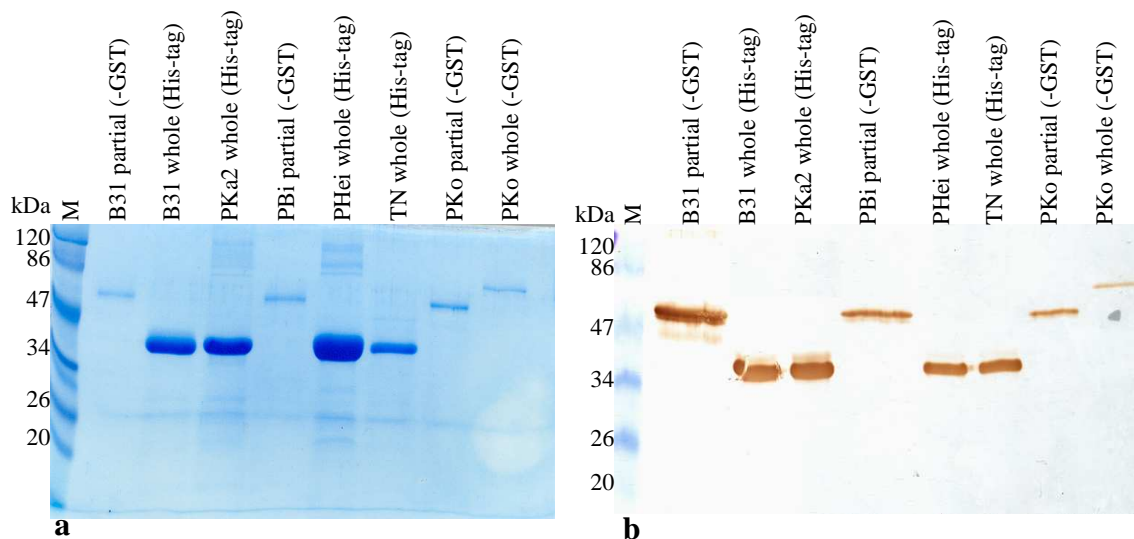 B31 partial (-GST)
B31 whole (His-tag)
PKa2 whole (His-tag)
PBi partial (-GST)
PHei whole (His-tag)
TN whole (His-tag)
PKo partial (-GST)
PKo whole (-GST)
kDa
M
120
86
47
34
26
20
a
B31 partial (-GST)
B31 whole (His-tag)
PKa2 whole (His-tag)
PBi partial (-GST)
PHei whole (His-tag)
TN whole (His-tag)
PKo partial (-GST)
PKo whole (-GST)
kDa
M
120
86
47
34
26
20
b